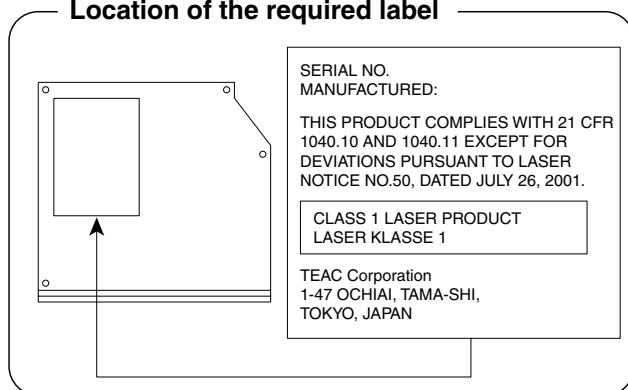 Location of the required label
SERIAL NO.
MANUFACTURED:
THIS PRODUCT COMPLIES WITH 21 CFR
1040.10 AND 1040.11 EXCEPT FOR
DEVIATIONS PURSUANT TO LASER
NOTICE NO.50, DATED JULY 26, 2001.
CLASS 1 LASER PRODUCT
LASER KLASSE 1
TEAC Corporation
1-47 OCHIAI, TAMA-SHI,
TOKYO, JAPAN